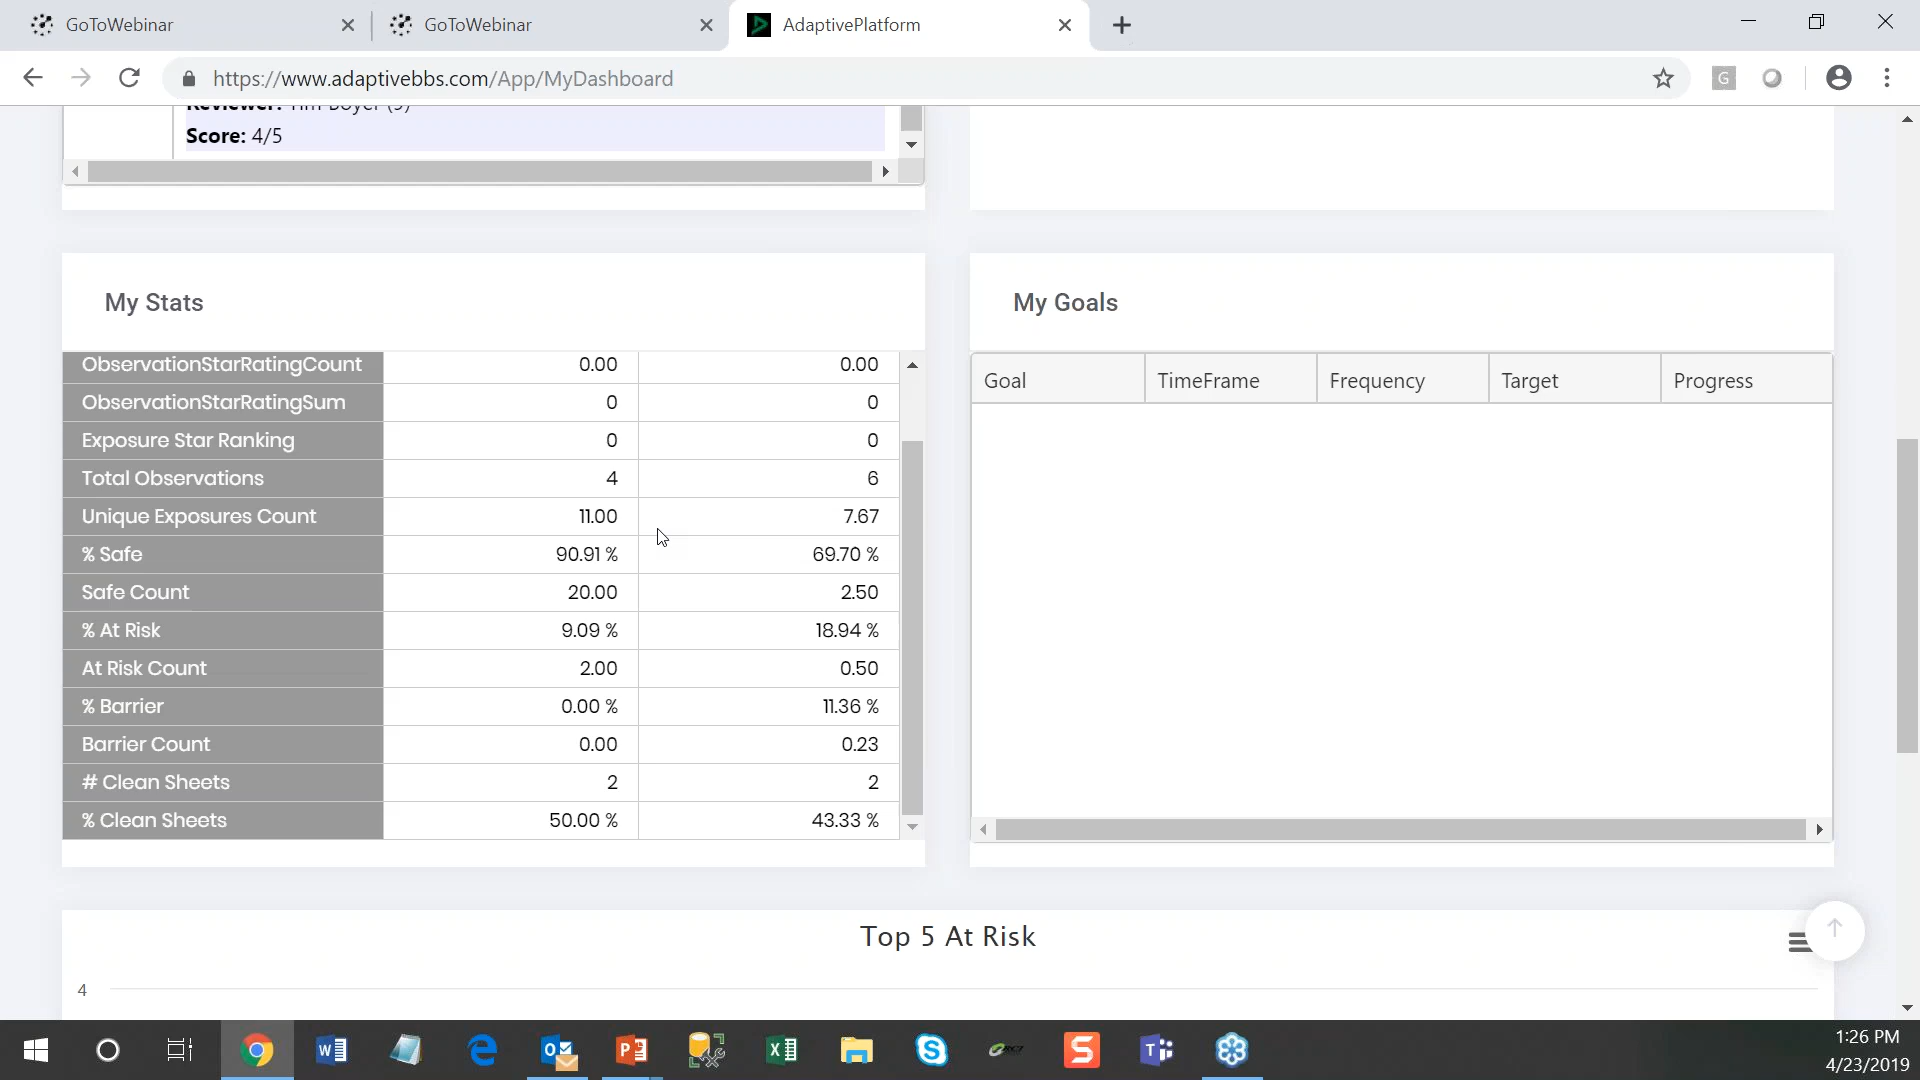 GoToWebinar
GoToWebinar
AdaptivePlatform
https://www.adaptivebbs.com/App/MyDashboard
G
Reviewer: Tim Boyer (9)
Score: 4/5
My Stats
My Goals
ObservationStarRatingCount 0.00 0.00
ObservationStarRatingSum 0 0
Exposure Star Ranking 0 0
Total Observations 4 6
Unique Exposures Count 11.00 7.67
% Safe 90.91 % 69.70 %
Safe Count 20.00 2.50
% At Risk 9.09 % 18.94 %
At Risk Count 2.00 0.50
% Barrier 0.00 % 11.36 %
Barrier Count 0.00 0.23
# Clean Sheets 2 2
% Clean Sheets 50.00 % 43.33 %
Goal TimeFrame Frequency Target Progress
Top 5 At Risk
4
1:26 PM
4/23/2019